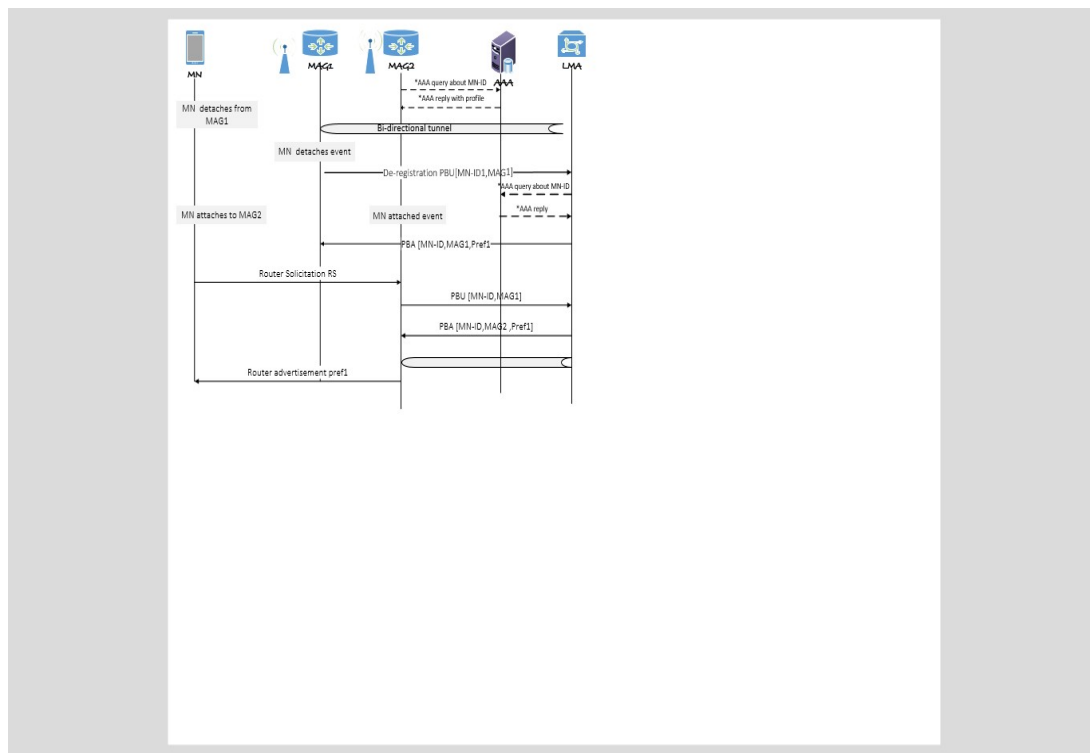 MN
MAG1
MAG2
AAA
LMA
*AAA query about MN-ID
*AAA reply with profile
MN detaches from
MAG1
Bi-directional tunnel
MN detaches event
De-registration PBU[MN-ID1,MAG1]
*AAA query about MN-ID
MN attaches to MAG2
MN attached event
*AAA reply
PBA [MN-ID,MAG1,Pref1
Router Solicitation RS
PBU [MN-ID,MAG1]
PBA [MN-ID,MAG2 ,Pref1]
Router advertisement pref1